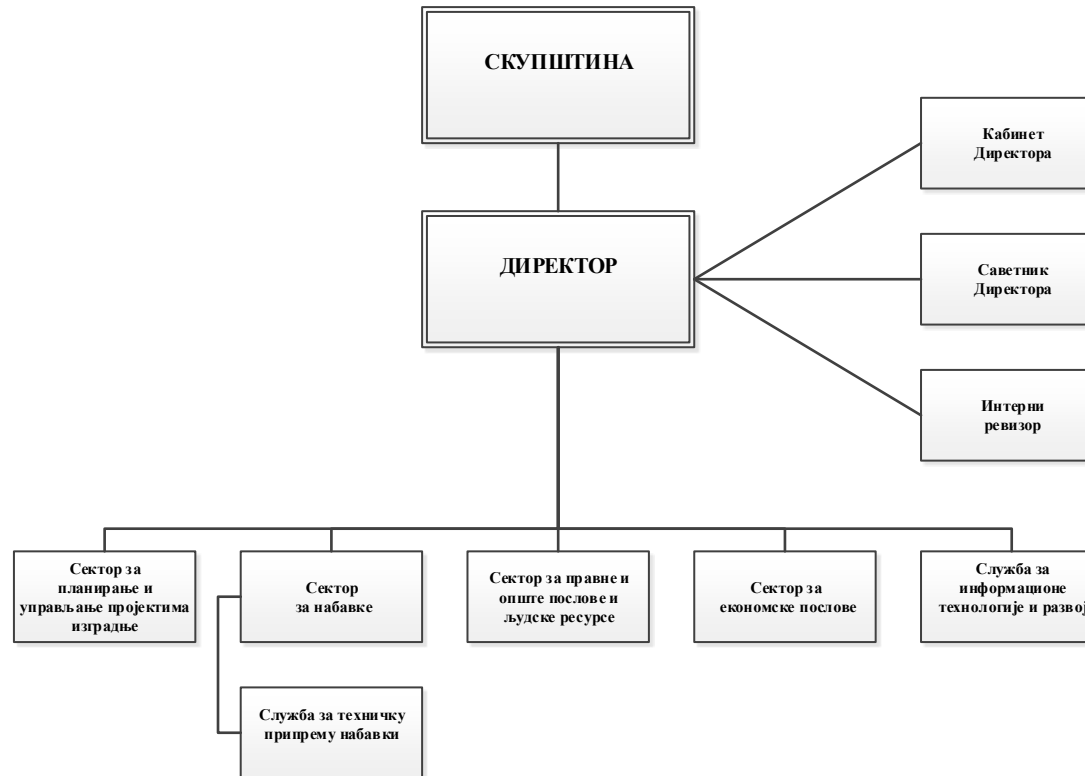 СКУПШТИНА
Кабинет
Директора
ДИРЕКТОР
Саветник
Директора
Интерни
ревизор
Сектор за
планирање и
управљање пројектима
изградње
Сектор
за набавке
Сектор за правне и
опште послове и
људске ресурсе
Сектор за
економске послове
Служба за
информационе
технологије и развој
Служба за техничку
припрему набавки